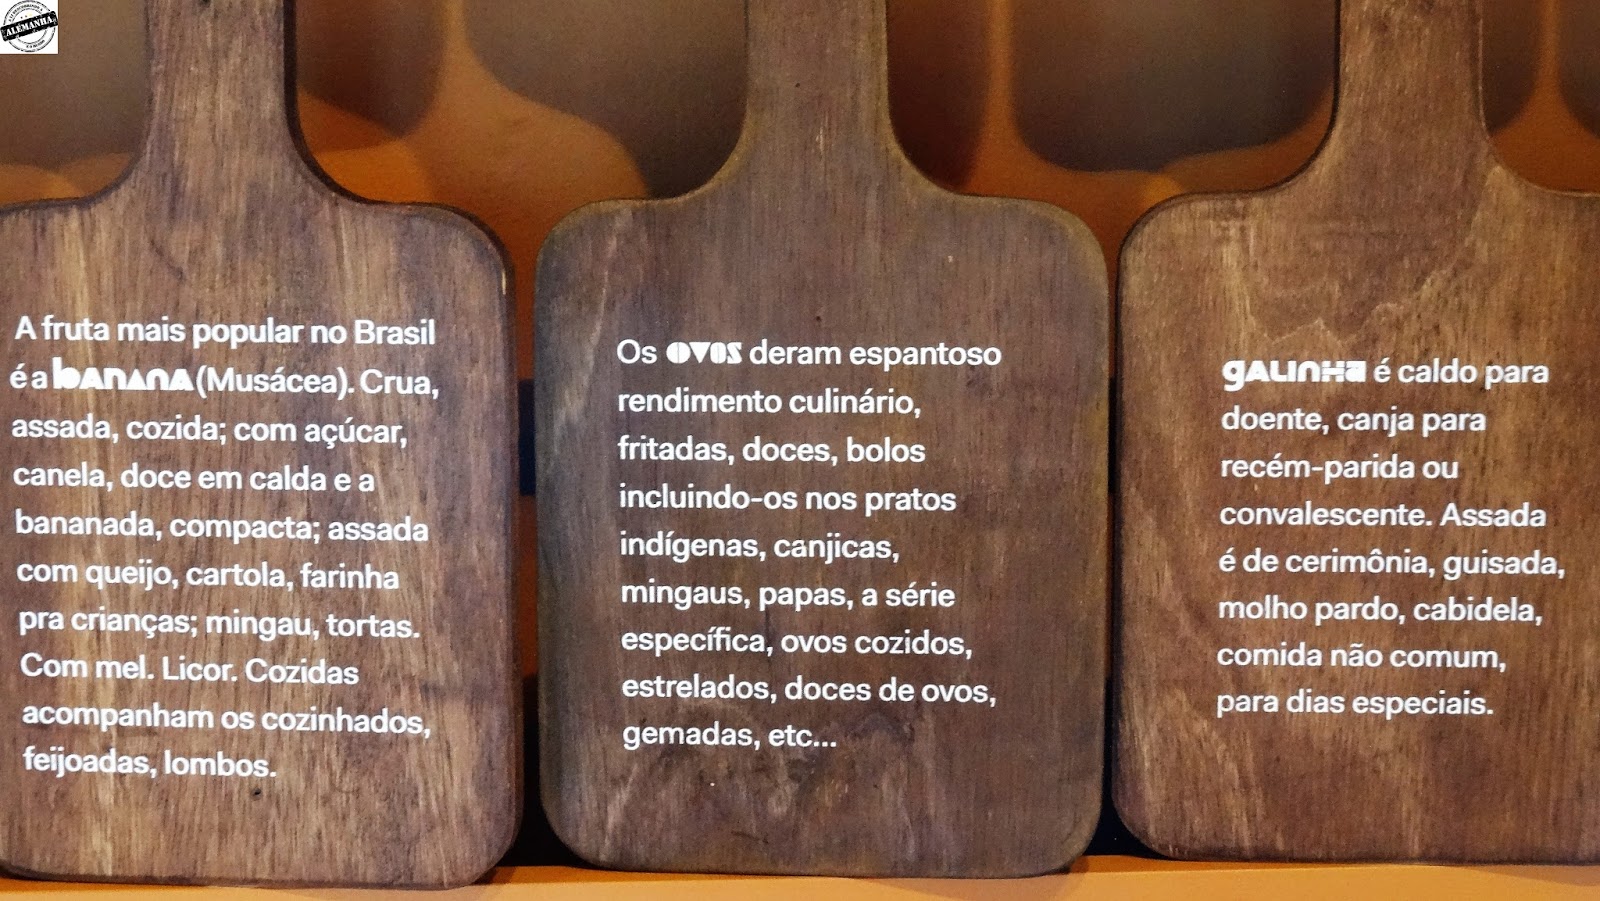 ALEMANHA
A fruta mais popular no Brasil
é a bANANA (Musácea). Crua,
assada, cozida; com açúcar,
canela, doce em calda e a
bananada, compacta; assada
com queijo, cartola, farinha
pra crianças; mingau, tortas.
Com mel. Licor. Cozidas
acompanham os cozinhados,
feijoadas, lombos.
Os OVOS deram espantoso
rendimento culinário,
fritadas, doces, bolos
incluindo-os nos pratos
indígenas, canjicas,
mingaus, papas, a série
específica, ovos cozidos,
estrelados, doces de ovos,
gemadas, etc...
gALINHa é caldo para
doente, canja para
recém-parida ou
convalescente. Assada
é de cerimônia, guisada,
molho pardo, cabidela,
comida não comum,
para dias especiais.